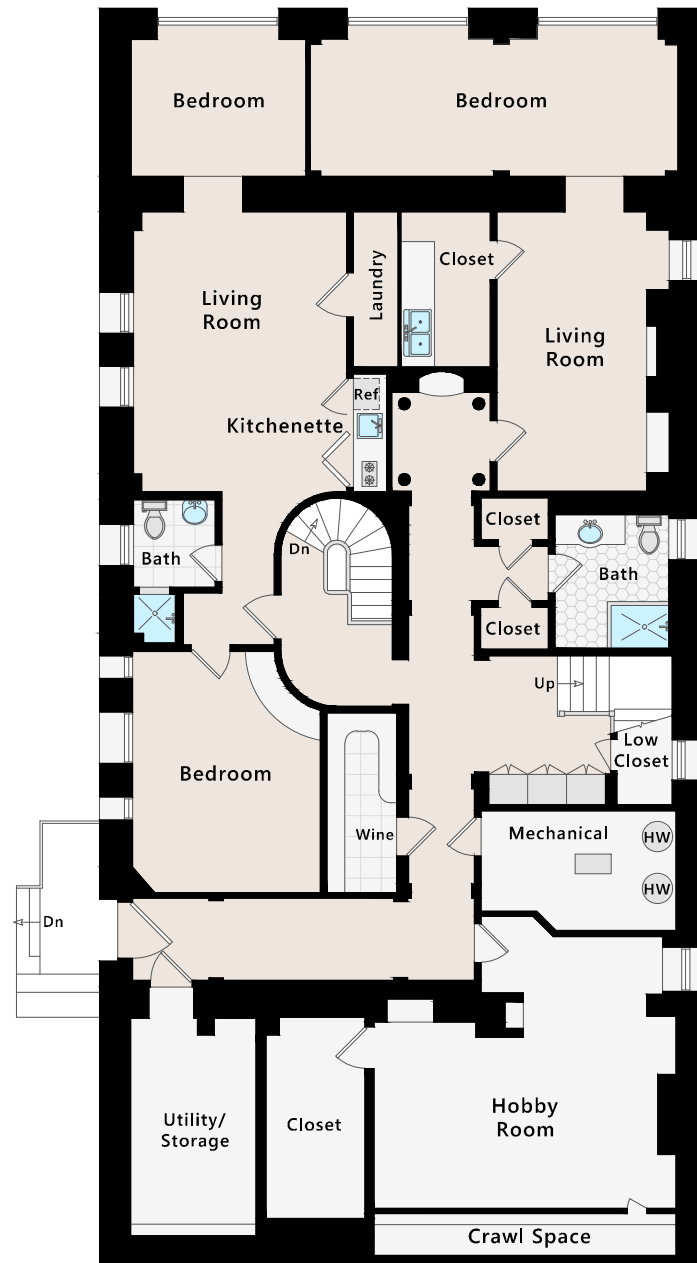 Bedroom
Bedroom
Closet
Laundry
Living
Room
Living
Room
Ref
Kitchenette
Closet
Dn
Bath
Bath
Closet
Up
Low
Closet
Bedroom
Wine
Mechanical
HW
HW
Dn
Hobby
Room
Utility/
Storage
Closet
Crawl Space